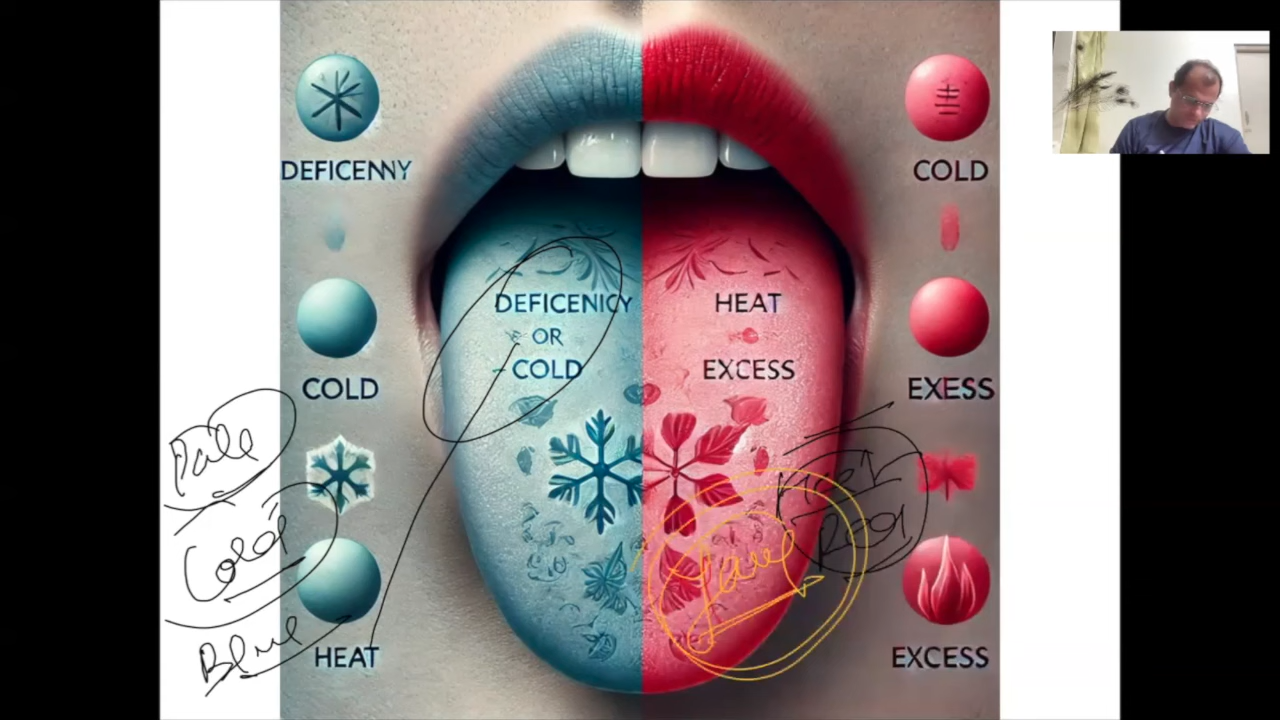 DEFICENNY
COLD
DEFICENICY
OR
COLD
HEAT
EXCESS
COLD
EXESS
Pale
Cold
Blue
HEAT
EXCESS